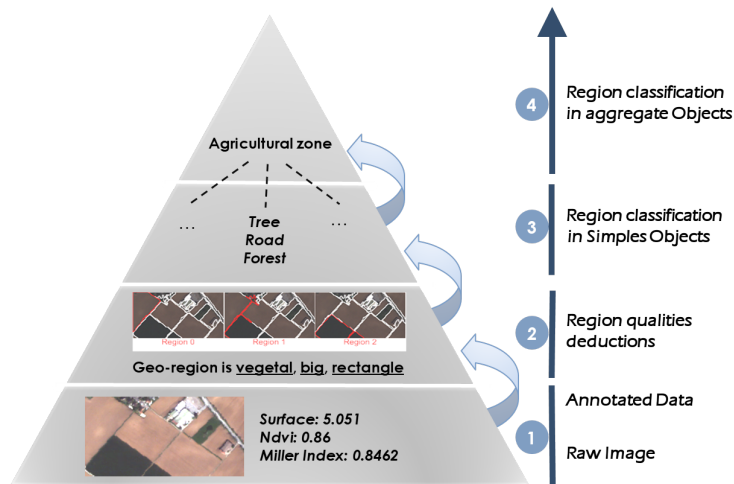 Agricultural zone
...
Tree
Road
Forest
...
Region 0
Region 1
Region 2
Geo-region is vegetal, big, rectangle
Surface: 5.051
Ndvi: 0.86
Miller Index: 0.8462
4
Region classification
in aggregate Objects
3
Region classification
in Simples Objects
2
Region qualities
deductions
1
Annotated Data
Raw Image